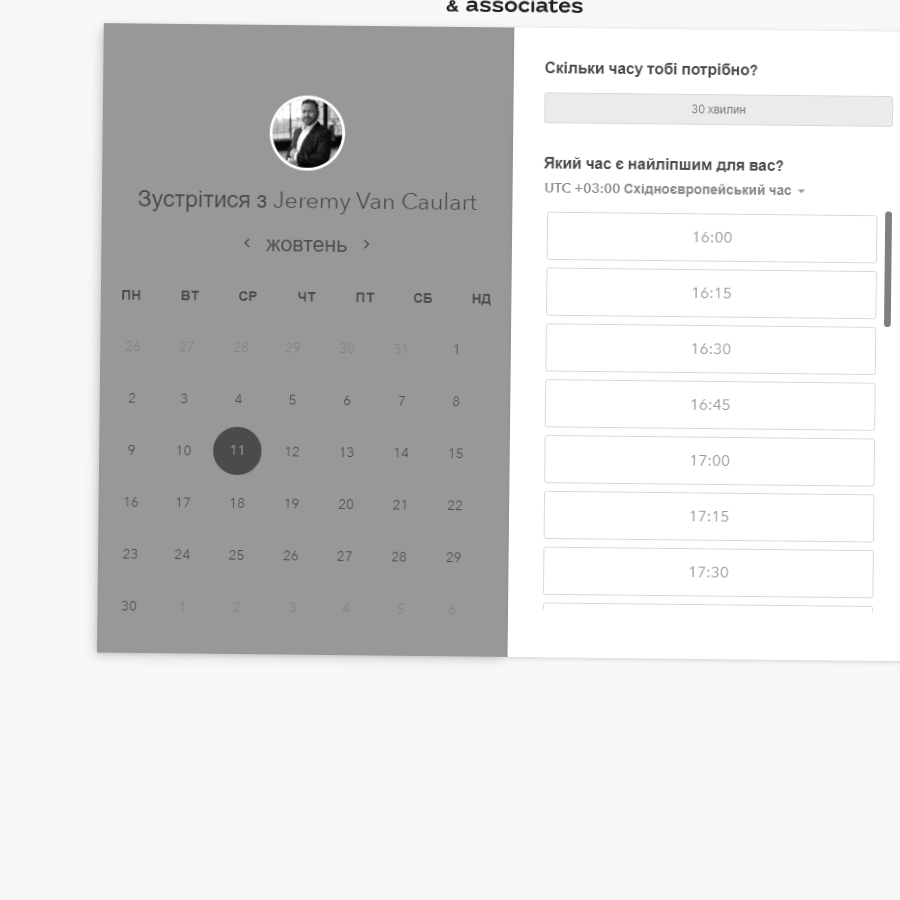 & associates
Зустрітися з Jeremy Van Caulart
жовтень
ПН ВТ СР ЧТ ПТ СБ НД
26 27 28 29 30 31 1
2 3 4 5 6 7 8
9 10 11 12 13 14 15
16 17 18 19 20 21 22
23 24 25 26 27 28 29
30 1 2 3 4 5 6
Скільки часу тобі потрібно?
30 хвилин
Який час є найліпшим для вас?
UTC +03:00 Східноєвропейський час
16:00
16:15
16:30
16:45
17:00
17:15
17:30